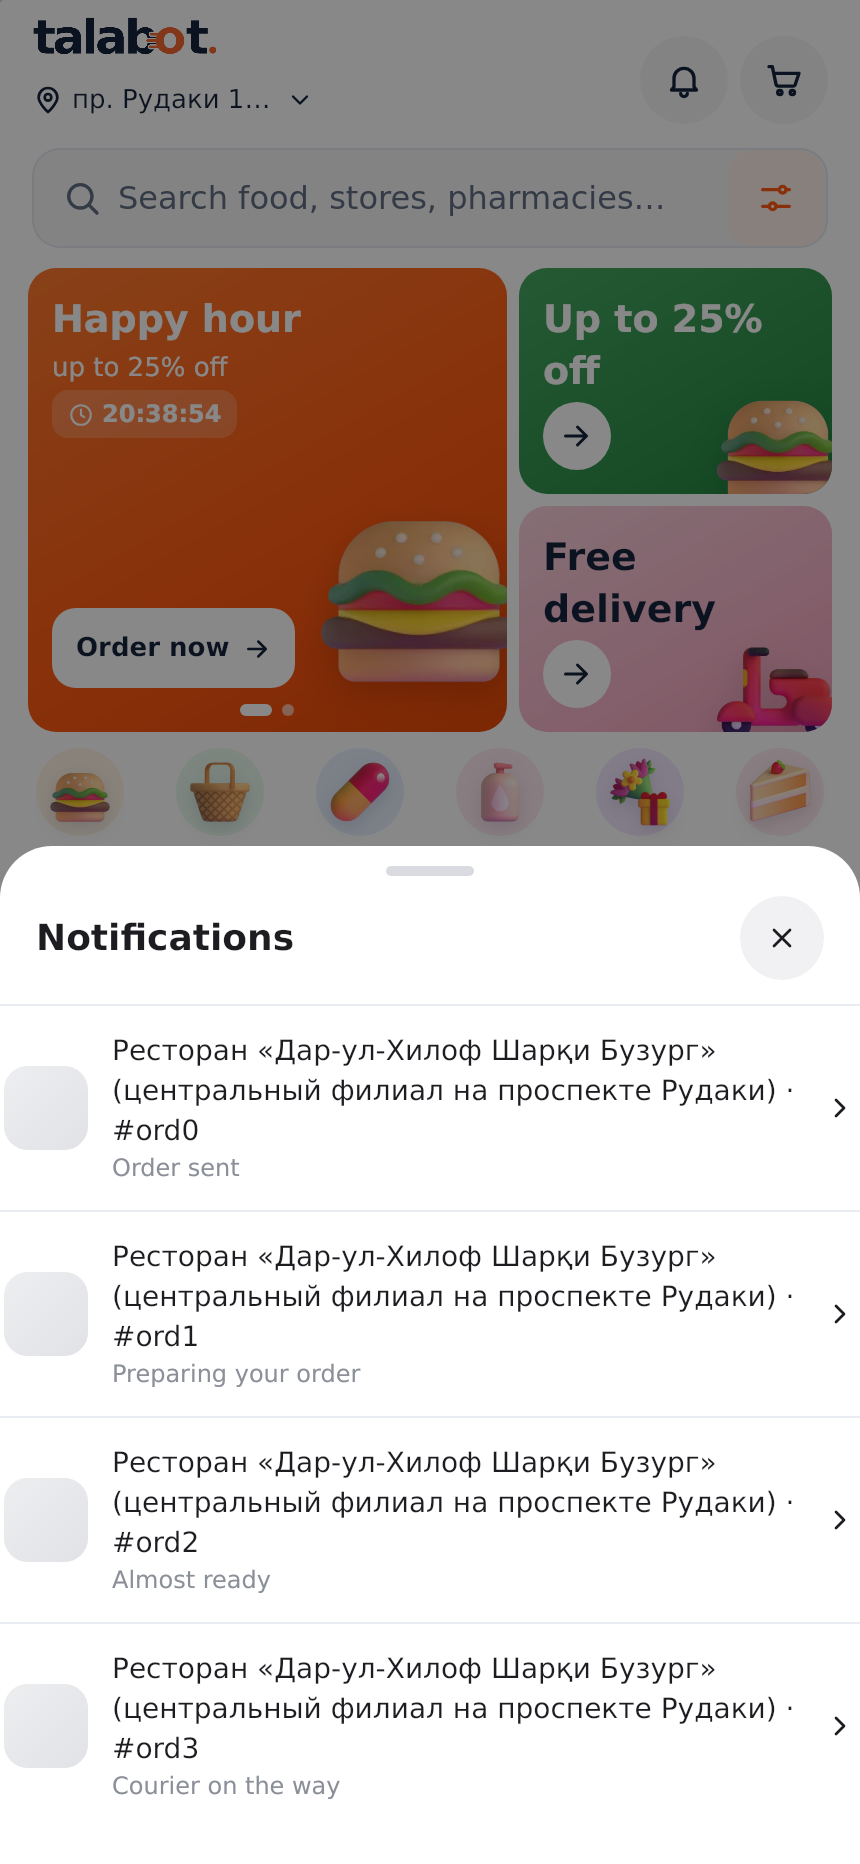 talabot.
пр. Рудаки 1...
Search food, stores, pharmacies...
Happy hour
up to 25% off
20:38:54
Order now
Up to 25%
off
Free
delivery
Notifications
Ресторан «Дар-ул-Хилоф Шарқи Бузург»
(центральный филиал на проспекте Рудаки) ·
#ord0
Order sent
Ресторан «Дар-ул-Хилоф Шарқи Бузург»
(центральный филиал на проспекте Рудаки) ·
#ord1
Preparing your order
Ресторан «Дар-ул-Хилоф Шарқи Бузург»
(центральный филиал на проспекте Рудаки) ·
#ord2
Almost ready
Ресторан «Дар-ул-Хилоф Шарқи Бузург»
(центральный филиал на проспекте Рудаки) ·
#ord3
Courier on the way